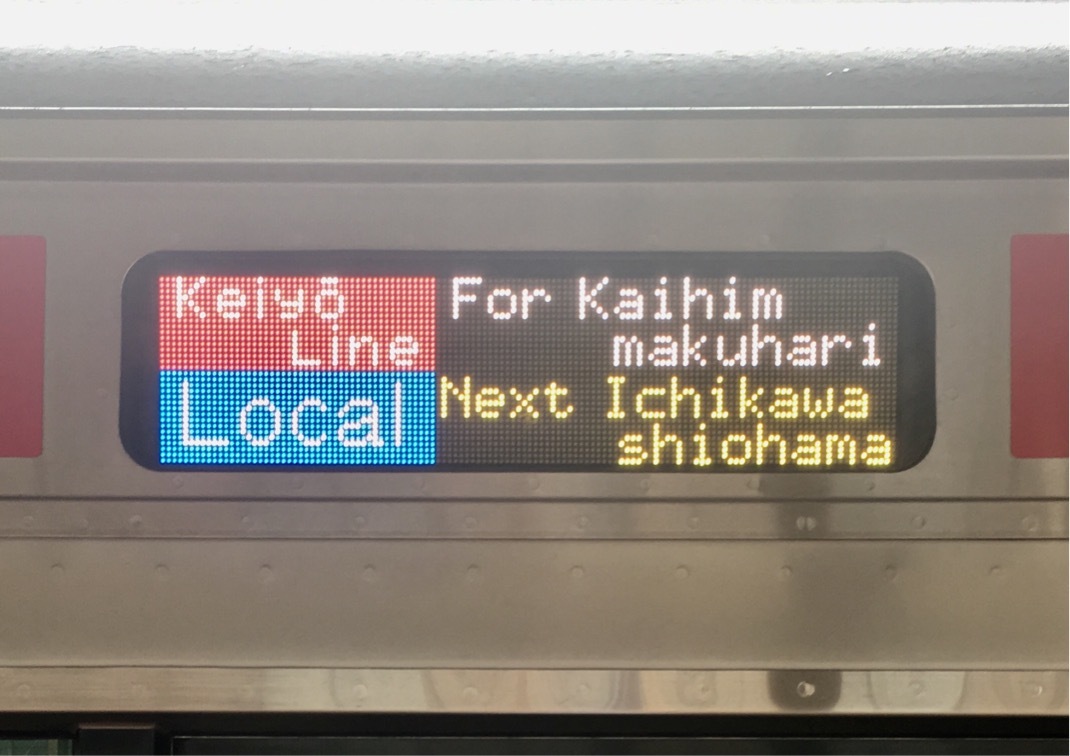 Keiyō
Line
Local
For Kaihim
makuhari
Next Ichikawa
shiohama